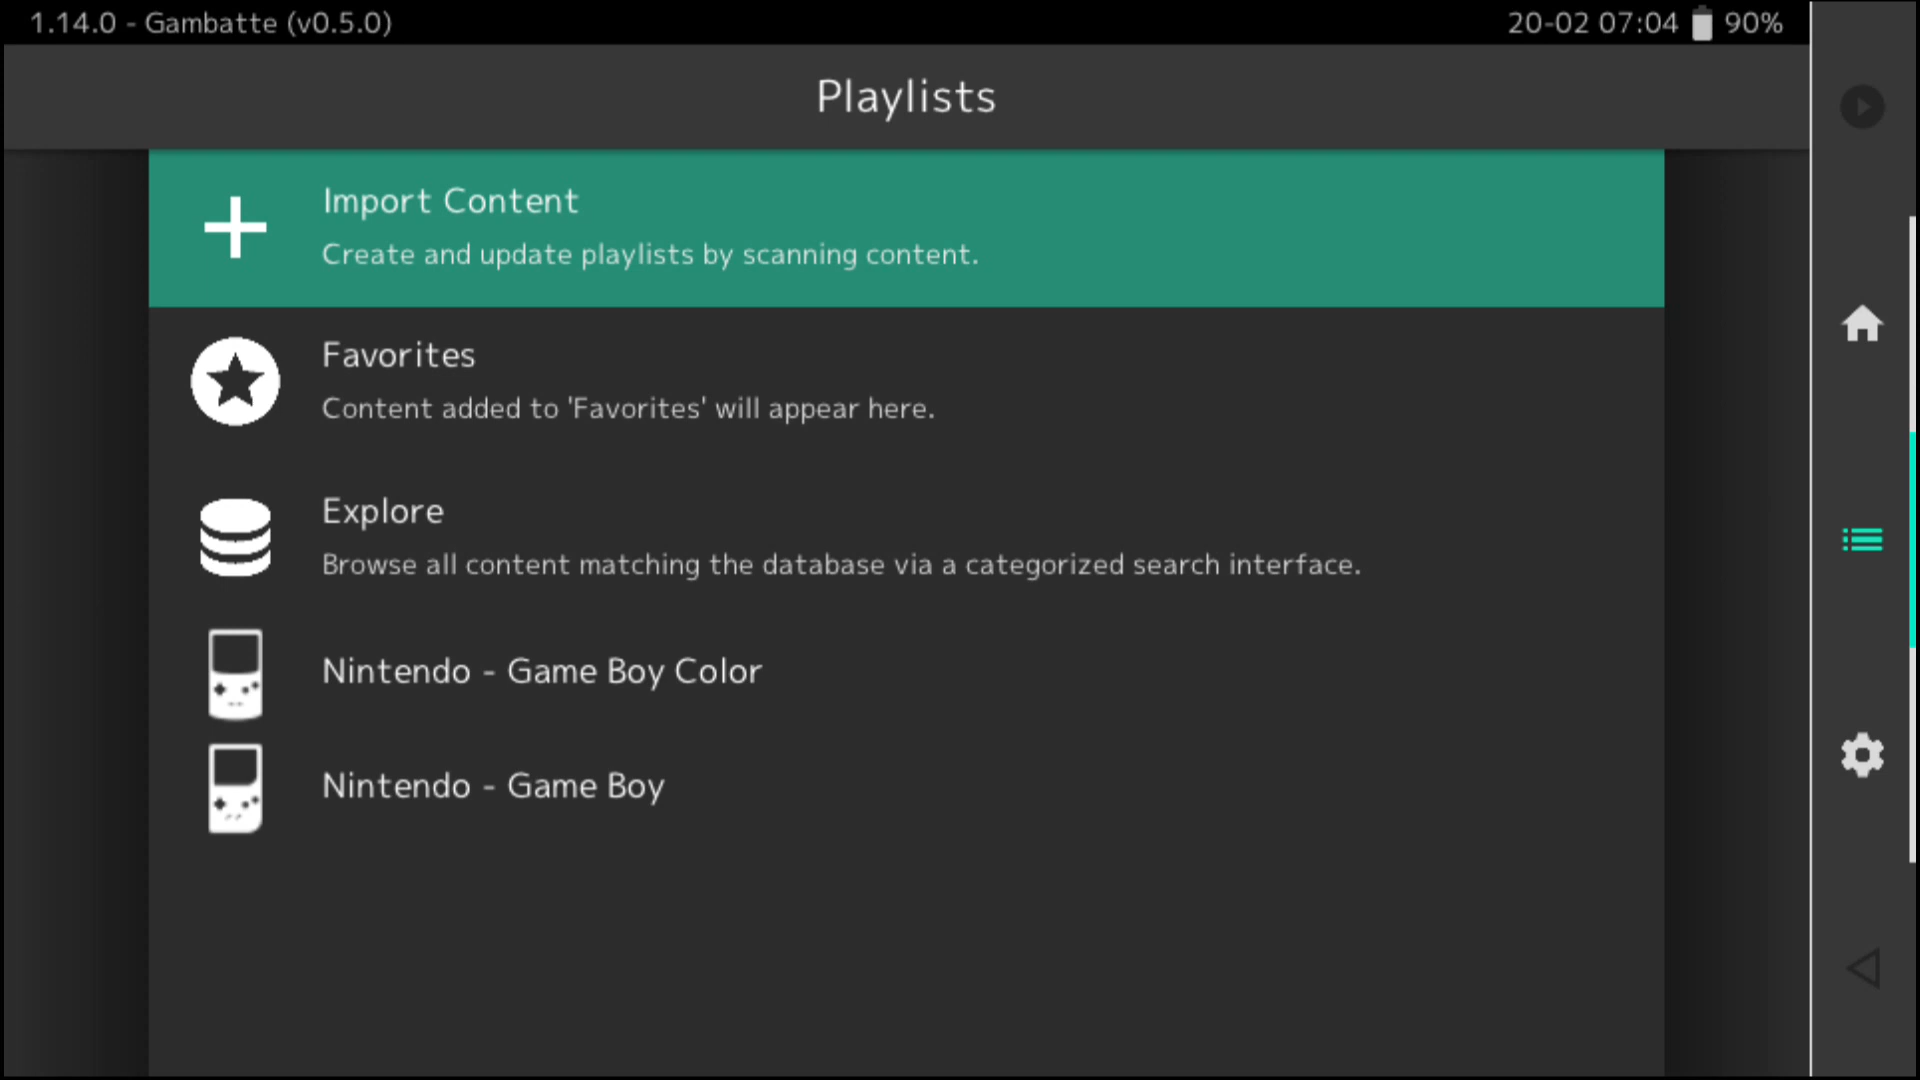 1.14.0 - Gambatte (v0.5.0)
20-02 07:04 90%
Playlists
Import Content
Create and update playlists by scanning content.
Favorites
Content added to 'Favorites' will appear here.
Explore
Browse all content matching the database via a categorized search interface.
Nintendo - Game Boy Color
Nintendo - Game Boy